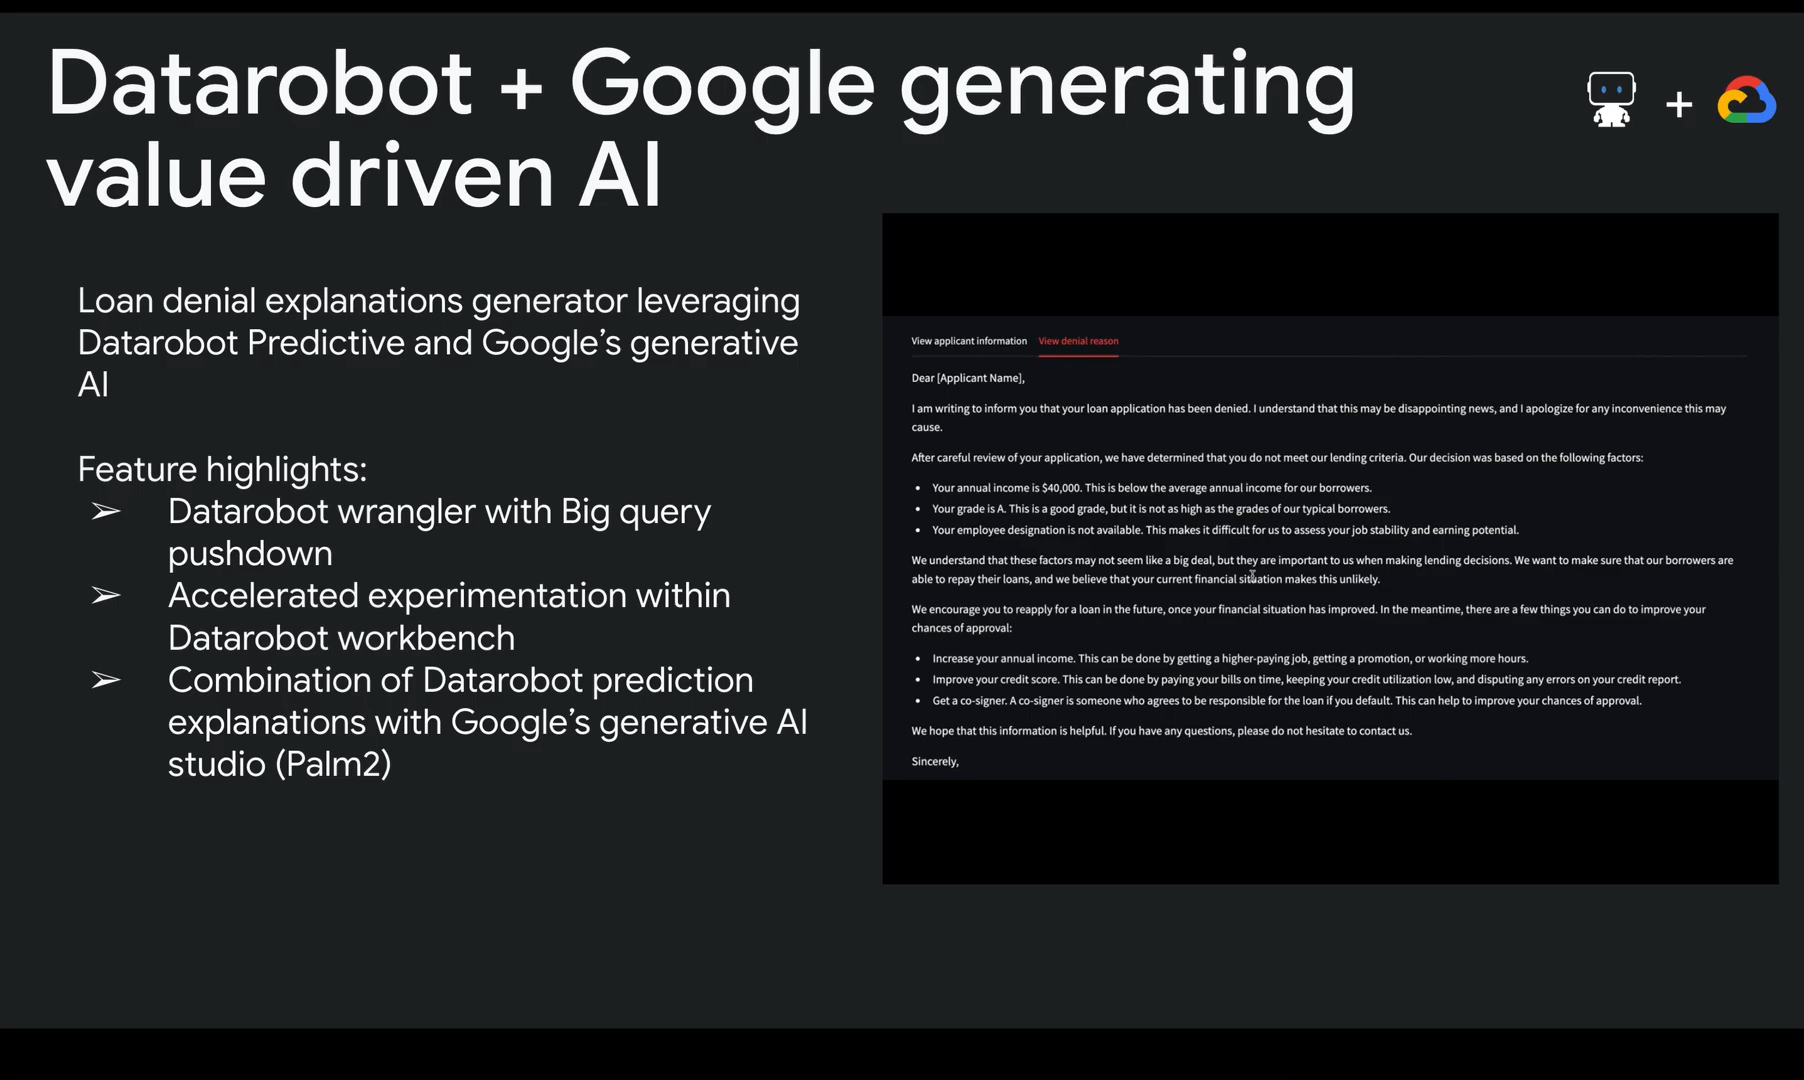 Datarobot + Google generating
value driven AI
+
Loan denial explanations generator leveraging
Datarobot Predictive and Google’s generative
AI
Feature highlights:
➢ Datarobot wrangler with Big query
pushdown
➢ Accelerated experimentation within
Datarobot workbench
➢ Combination of Datarobot prediction
explanations with Google’s generative AI
studio (Palm2)
View applicant information View denial reason
Dear [Applicant Name],
I am writing to inform you that your loan application has been denied. I understand that this may be disappointing news, and I apologize for any inconvenience this may
cause.
After careful review of your application, we have determined that you do not meet our lending criteria. Our decision was based on the following factors:
• Your annual income is $40,000. This is below the average annual income for our borrowers.
• Your grade is A. This is a good grade, but it is not as high as the grades of our typical borrowers.
• Your employee designation is not available. This makes it difficult for us to assess your job stability and earning potential.
We understand that these factors may not seem like a big deal, but they are important to us when making lending decisions. We want to make sure that our borrowers are
able to repay their loans, and we believe that your current financial situation makes this unlikely.
We encourage you to reapply for a loan in the future, once your financial situation has improved. In the meantime, there are a few things you can do to improve your
chances of approval:
• Increase your annual income. This can be done by getting a higher-paying job, getting a promotion, or working more hours.
• Improve your credit score. This can be done by paying your bills on time, keeping your credit utilization low, and disputing any errors on your credit report.
• Get a co-signer. A co-signer is someone who agrees to be responsible for the loan if you default. This can help to improve your chances of approval.
We hope that this information is helpful. If you have any questions, please do not hesitate to contact us.
Sincerely,